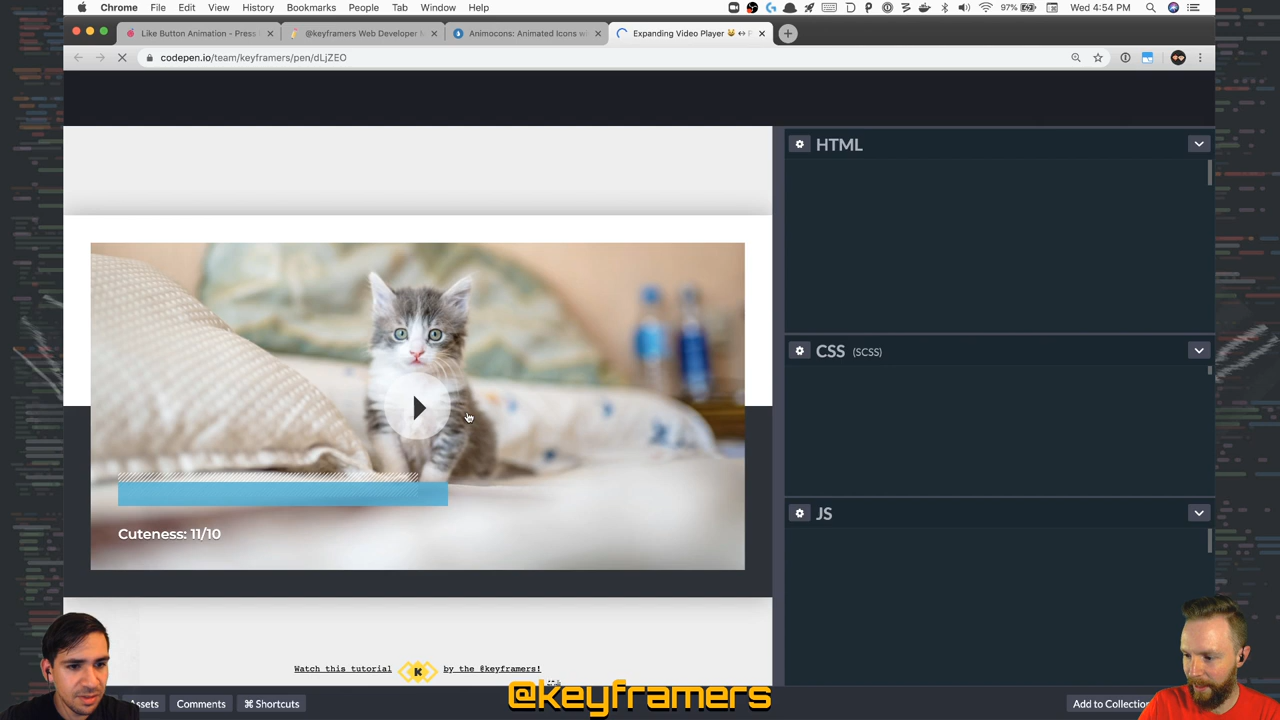 Chrome File Edit View History Bookmarks People Tab Window Help 97% Wed 4:54 PM
Like Button Animation - Press @keyframers Web Developer M Animocons: Animated Icons wi Expanding Video Player
codepen.io/team/keyframers/pen/dLjZEO
HTML
CSS (SCSS)
JS
Cuteness: 11/10
Watch this tutorial K by the @keyframers!
Assets Comments ⌘ Shortcuts Add to Collection
@keyframers